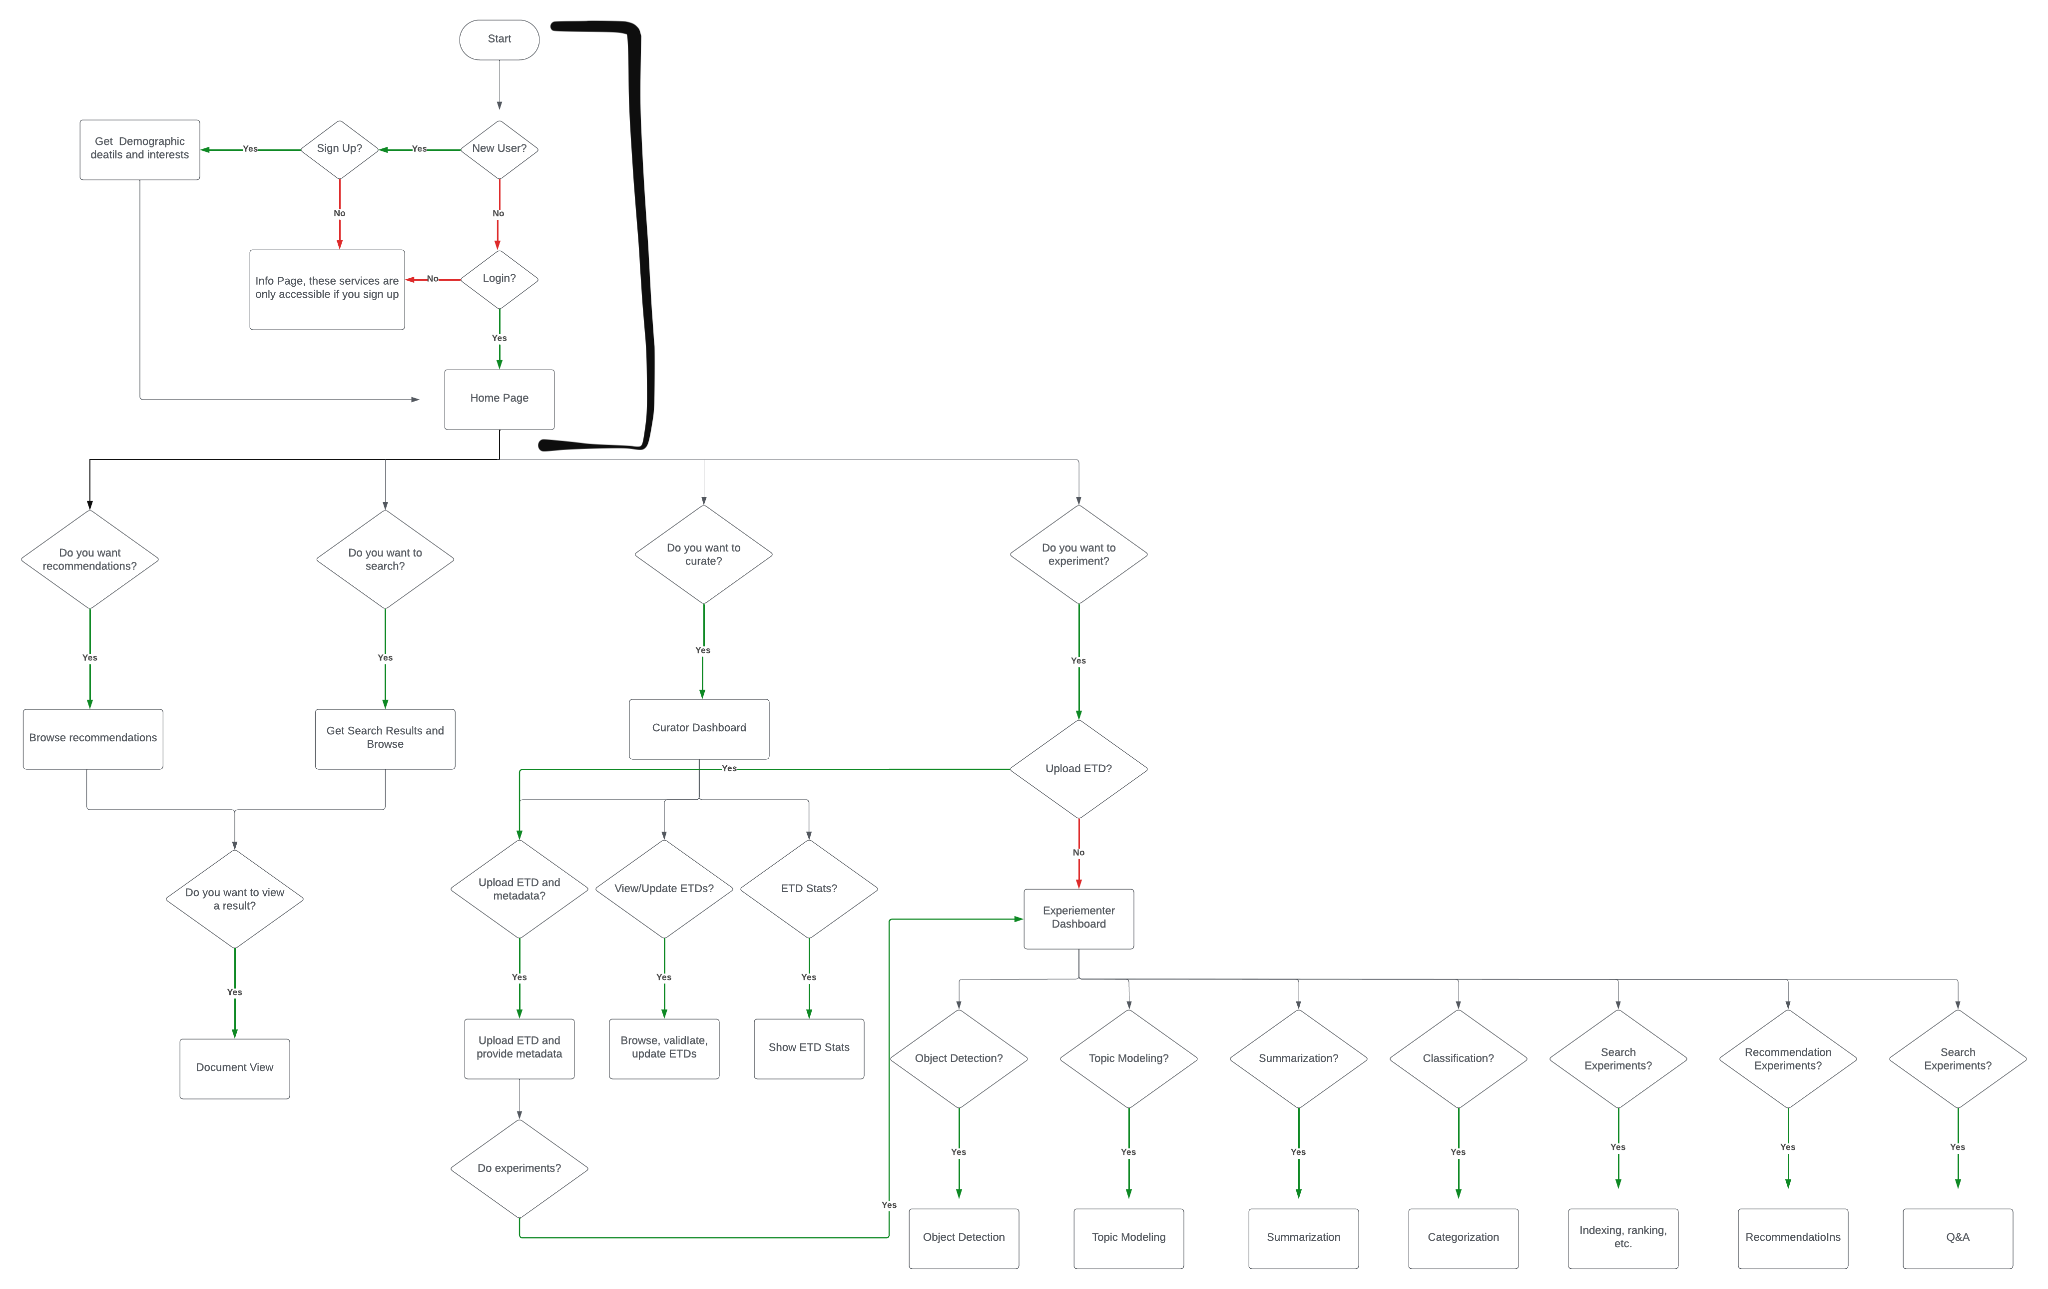 Start
Get  Demographic
deatils and interests
Yes
Sign Up?
Yes
New User?
No
No
Info Page, these services are
only accessible if you sign up
No
Login?
Yes
Home Page
Do you want
recommendations?
Do you want to
search?
Do you want to
curate?
Do you want to
experiment?
Yes
Yes
Yes
Yes
Browse recommendations
Get Search Results and
Browse
Curator Dashboard
Yes
Upload ETD?
No
Do you want to view
a result?
Upload ETD and
metadata?
View/Update ETDs?
ETD Stats?
Experiementer
Dashboard
Yes
Yes
Yes
Yes
Document View
Upload ETD and
provide metadata
Browse, validlate,
update ETDs
Show ETD Stats
Object Detection?
Topic Modeling?
Summarization?
Classification?
Search
Experiments?
Recommendation
Experiments?
Search
Experiments?
Do experiments?
Yes
Yes
Yes
Yes
Yes
Yes
Yes
Yes
Object Detection
Topic Modeling
Summarization
Categorization
Indexing, ranking,
etc.
RecommendatioIns
Q&A